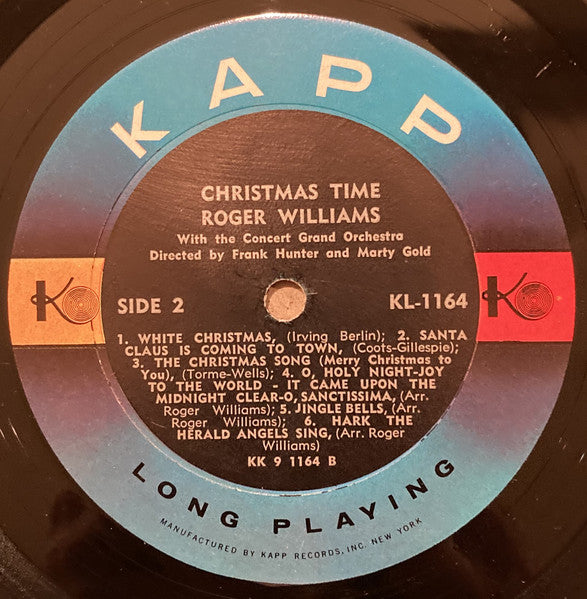 KAPP
CHRISTMAS TIME
ROGER WILLIAMS
With the Concert Grand Orchestra
Directed by Frank Hunter and Marty Gold
SIDE 2
KL-1164
K
K
1. WHITE CHRISTMAS, (Irving Berlin); 2. SANTA
CLAUS IS COMING TO TOWN, (Coots-Gillespie);
3. THE CHRISTMAS SONG (Merry Christmas to
You), (Torme-Wells); 4. O, HOLY NIGHT-JOY
TO THE WORLD - IT CAME UPON THE
MIDNIGHT CLEAR-O, SANCTISSIMA, (Arr.
Roger Williams); 5. JINGLE BELLS, (Arr.
Roger Williams); 6. HARK THE
HERALD ANGELS SING, (Arr. Roger
Williams)
KK 9 1164 B
LONG PLAYING
MANUFACTURED BY KAPP RECORDS, INC. NEW YORK